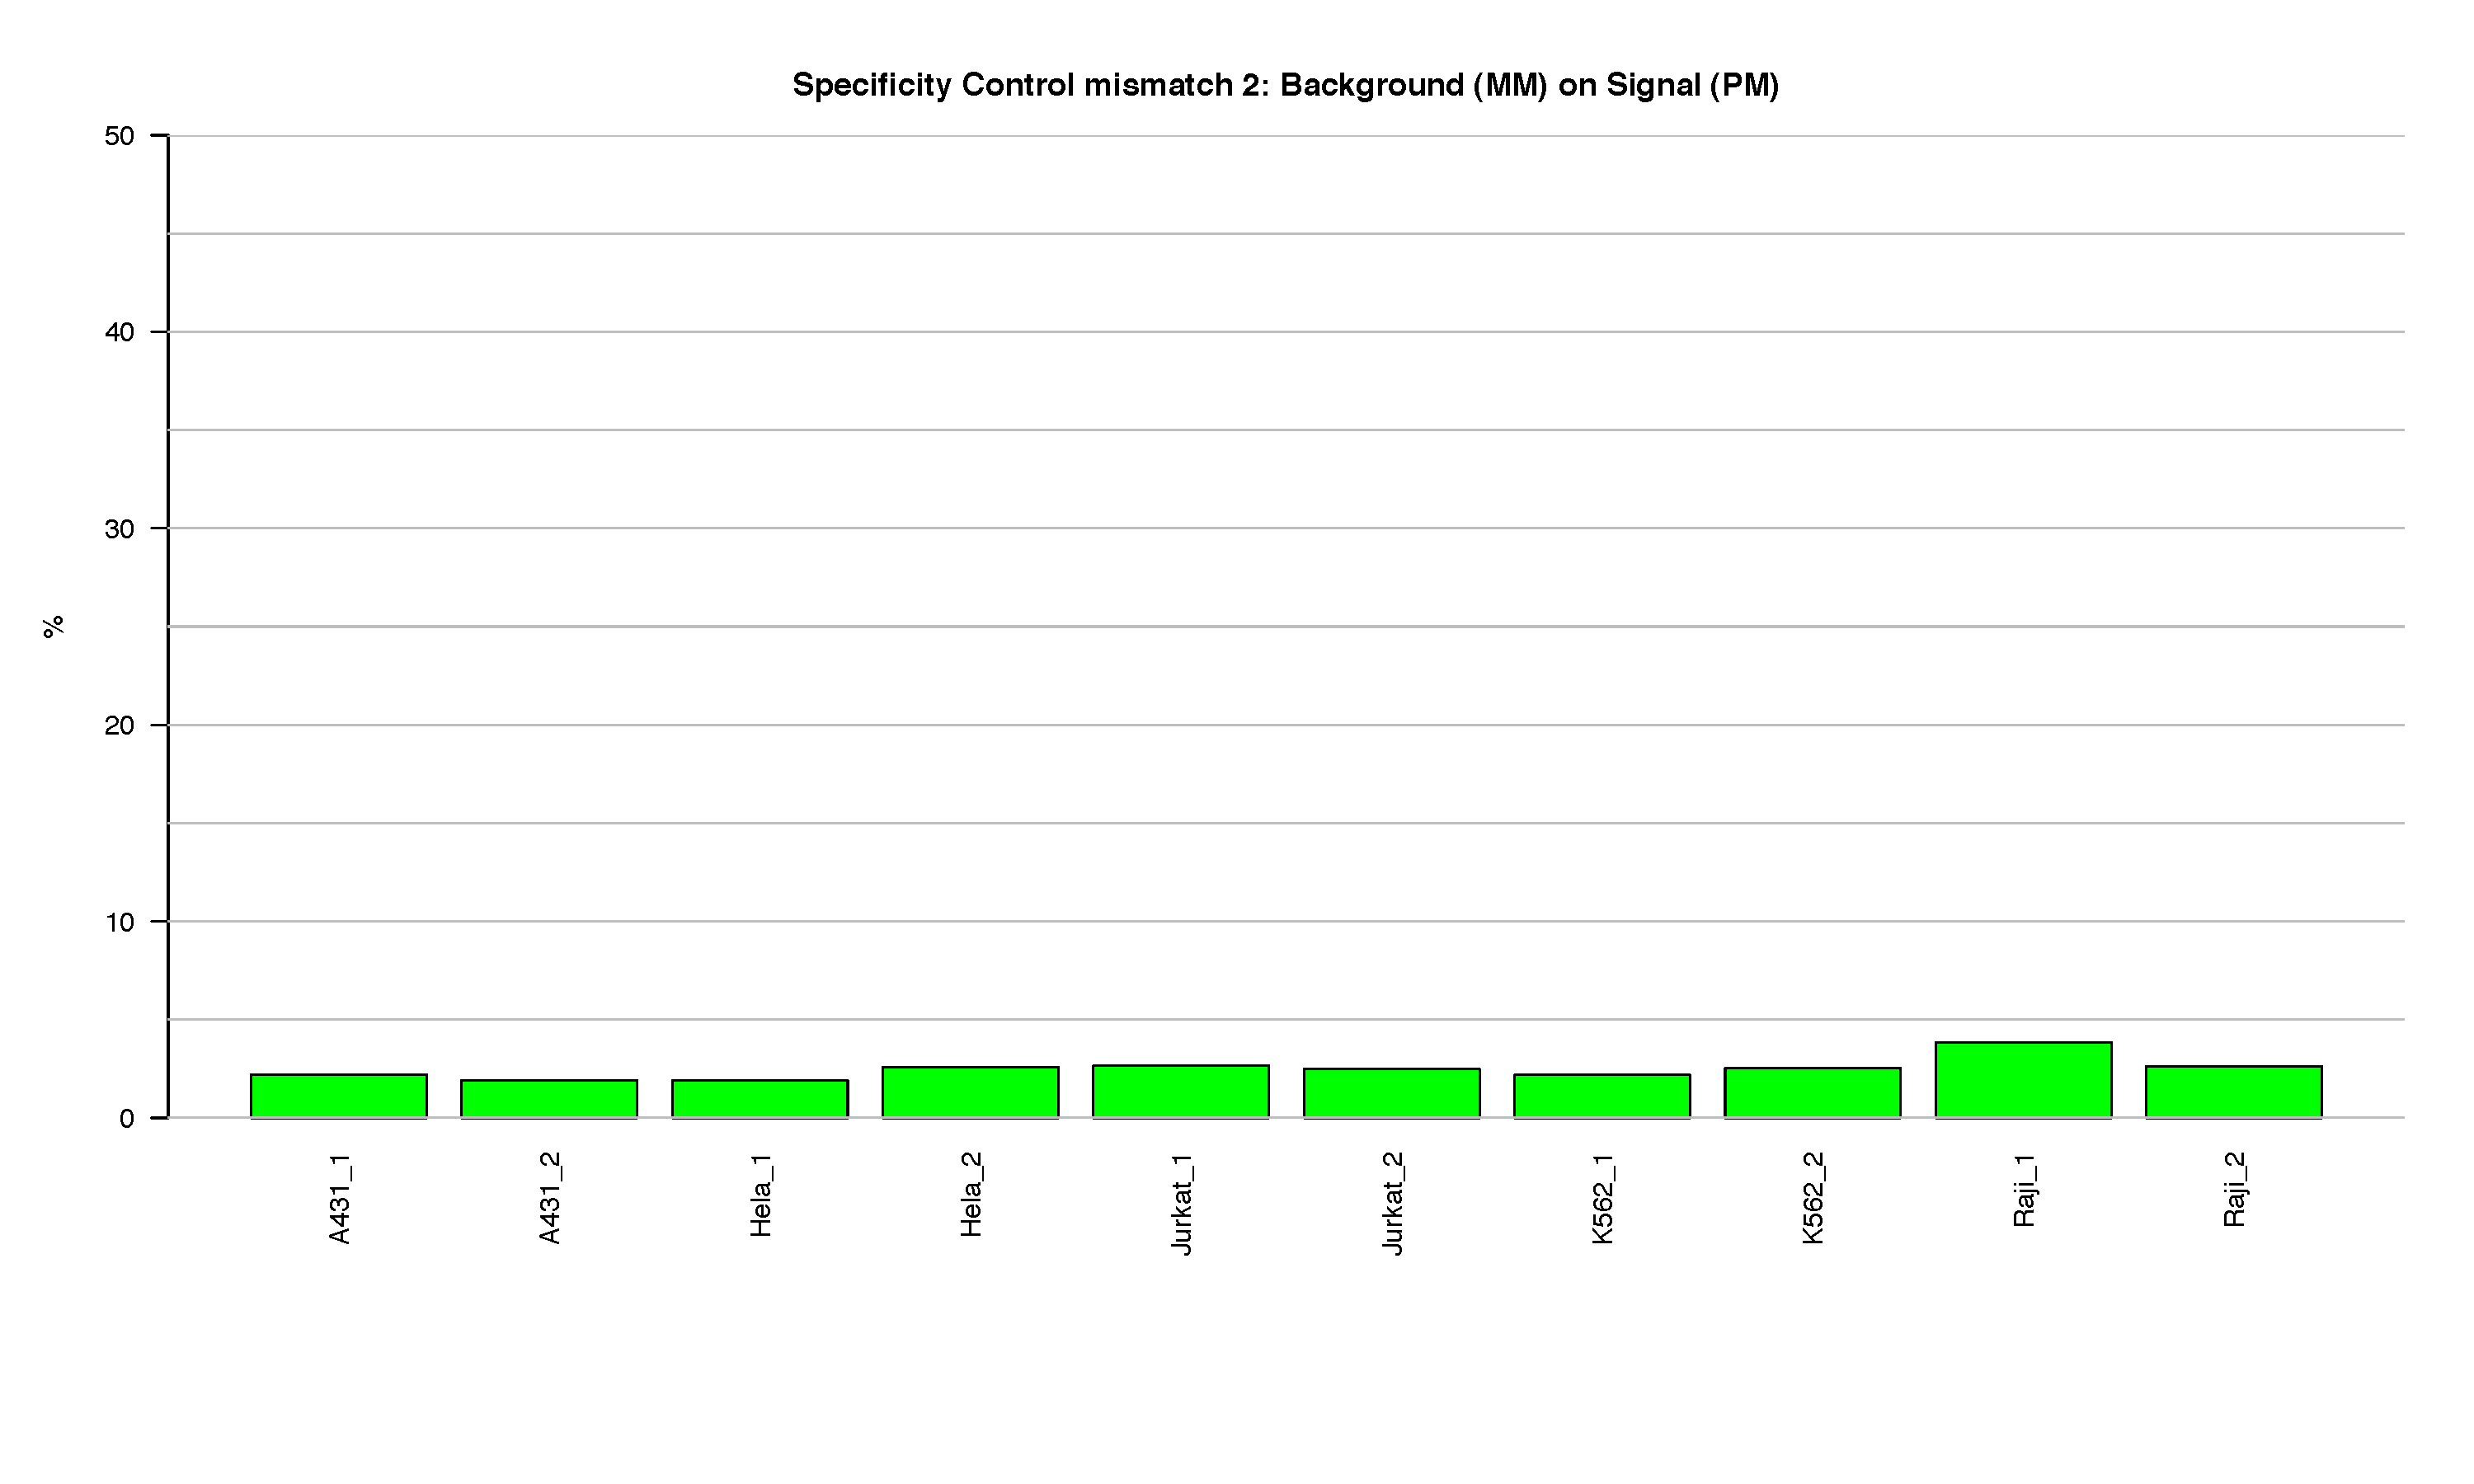 Specificity Control mismatch 2: Background (MM) on Signal (PM)
50
40
30
20
10
0
%
A431_1
A431_2
Hela_1
Hela_2
Jurkat_1
Jurkat_2
K562_1
K562_2
Raji_1
Raji_2